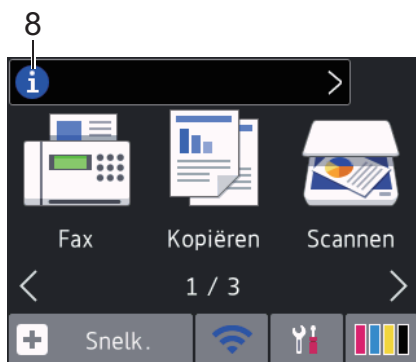 8
i
Fax Kopiëren Scannen
1 / 3
Snelk.